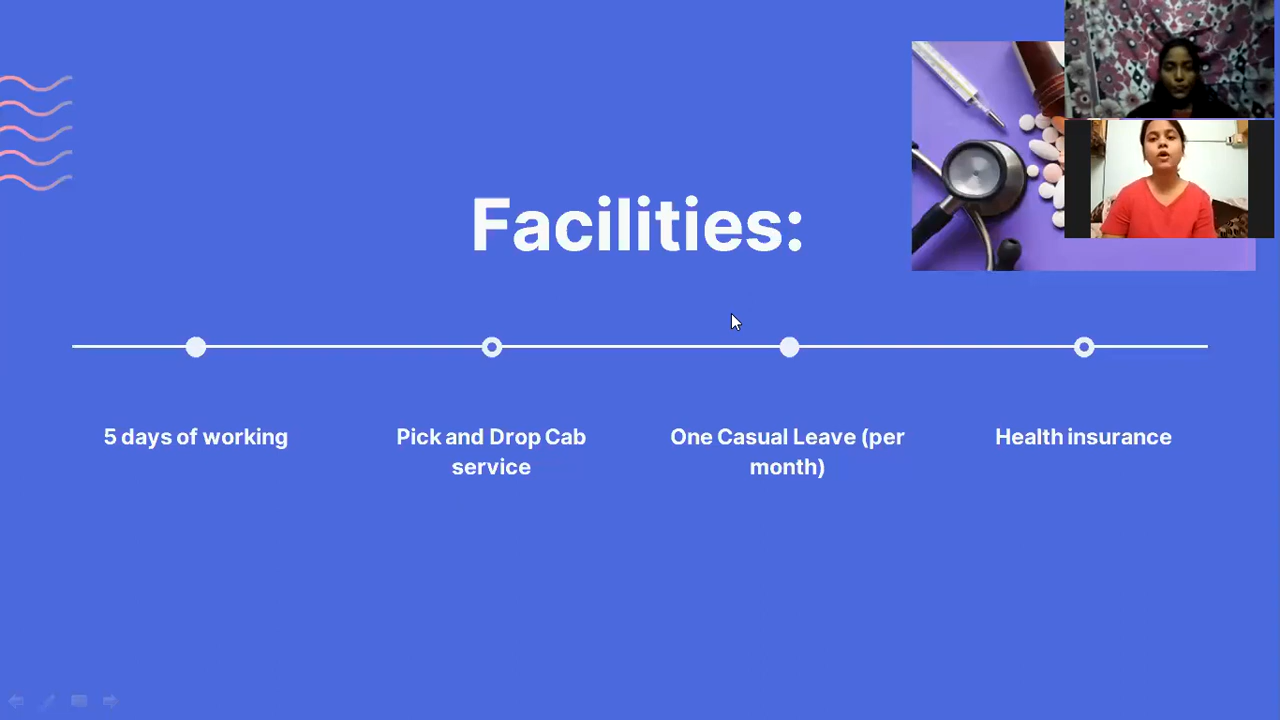 Facilities:
5 days of working
Pick and Drop Cab
service
One Casual Leave (per
month)
Health insurance